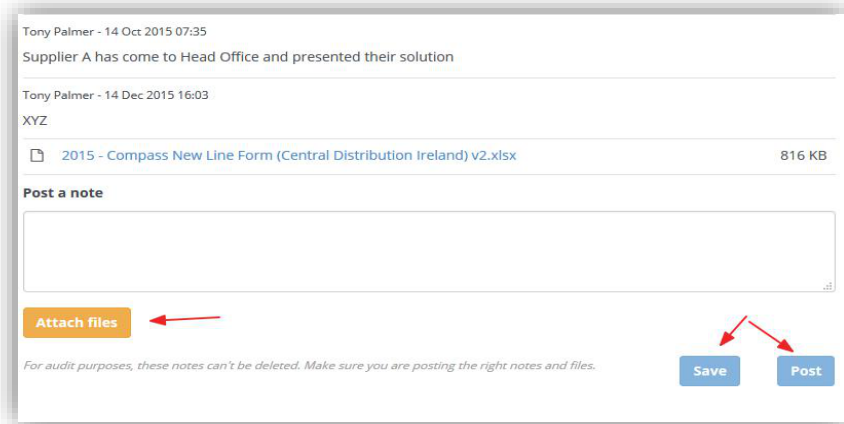 Tony Palmer - 14 Oct 2015 07:35
Supplier A has come to Head Office and presented their solution
Tony Palmer - 14 Dec 2015 16:03
XYZ
2015 - Compass New Line Form (Central Distribution Ireland) v2.xlsx 816 KB
Post a note
Attach files
For audit purposes, these notes can't be deleted. Make sure you are posting the right notes and files. Save Post